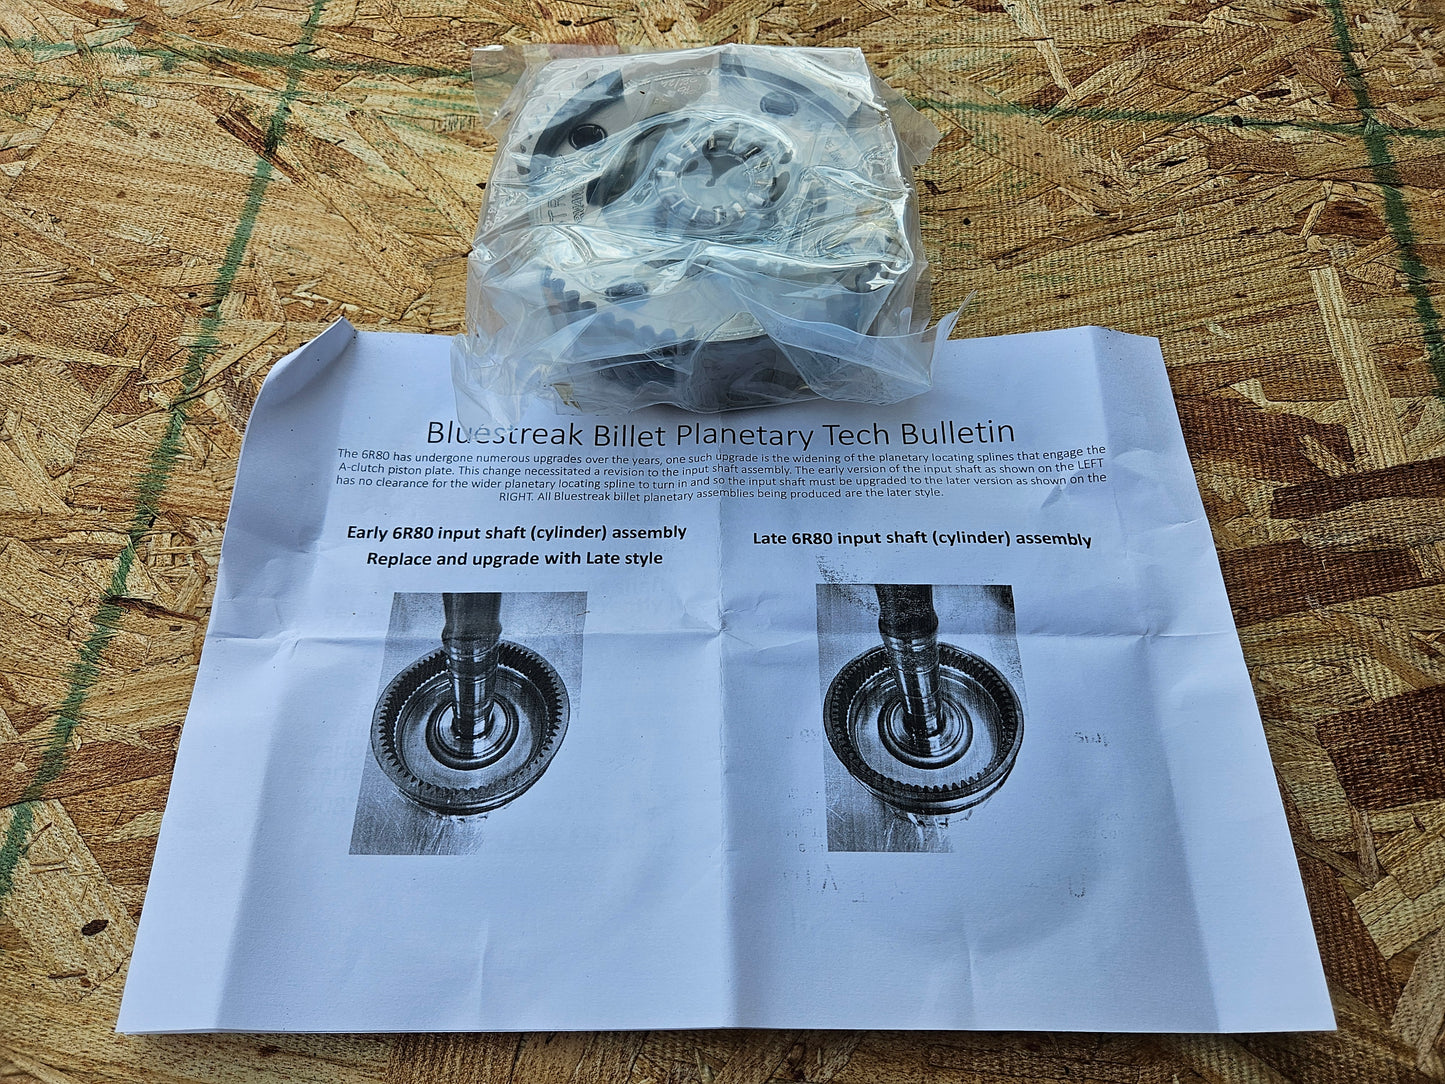 Bluestreak Billet Planetary Tech Bulletin
The 6R80 has undergone numerous upgrades over the years, one such upgrade is the widening of the planetary locating splines that engage the
A-clutch piston plate. This change necessitated a revision to the input shaft assembly. The early version of the input shaft as shown on the LEFT
has no clearance for the wider planetary locating spline to turn in and so the input shaft must be upgraded to the later version as shown on the
RIGHT. All Bluestreak billet planetary assemblies being produced are the later style.
Early 6R80 input shaft (cylinder) assembly
Replace and upgrade with Late style
Late 6R80 input shaft (cylinder) assembly